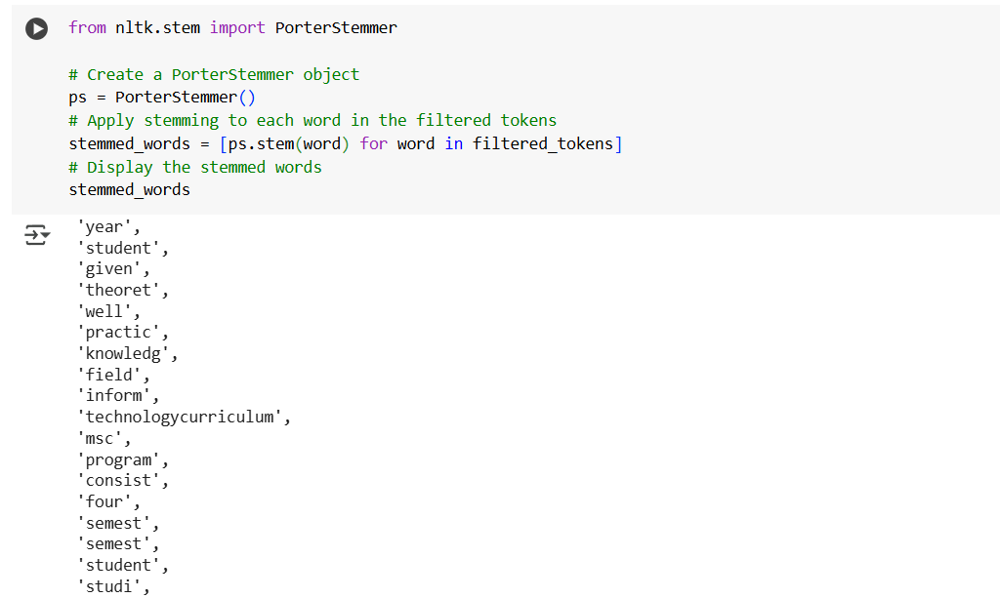 from nltk.stem import PorterStemmer
# Create a PorterStemmer object
ps = PorterStemmer()
# Apply stemming to each word in the filtered tokens
stemmed_words = [ps.stem(word) for word in filtered_tokens]
# Display the stemmed words
stemmed_words
'year',
'student',
'given',
'theoret',
'well',
'practic',
'knowledg',
'field',
'inform',
'technologycurriculum',
'msc',
'program',
'consist',
'four',
'semest',
'semest',
'student',
'studi',